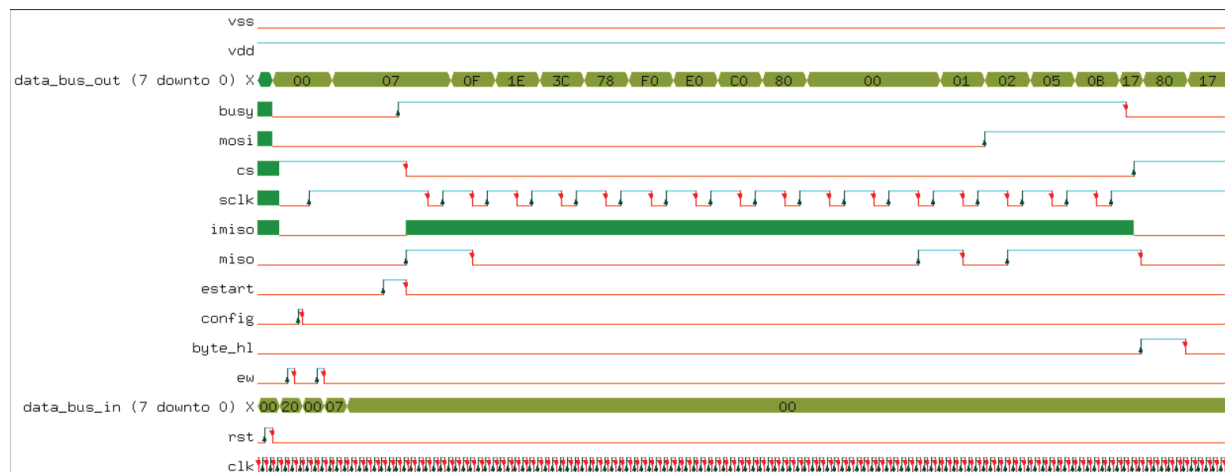 vss
vdd
data_bus_out (7 downto 0) X 00 07 0F 1E 3C 78 F0 E0 C0 80 00 01 02 05 0B 17 80 17
busy
mosi
cs
sclk
imiso
miso
estart
config
byte_hl
ew
data_bus_in (7 downto 0) X 00 20 00 07 00
rst
clk